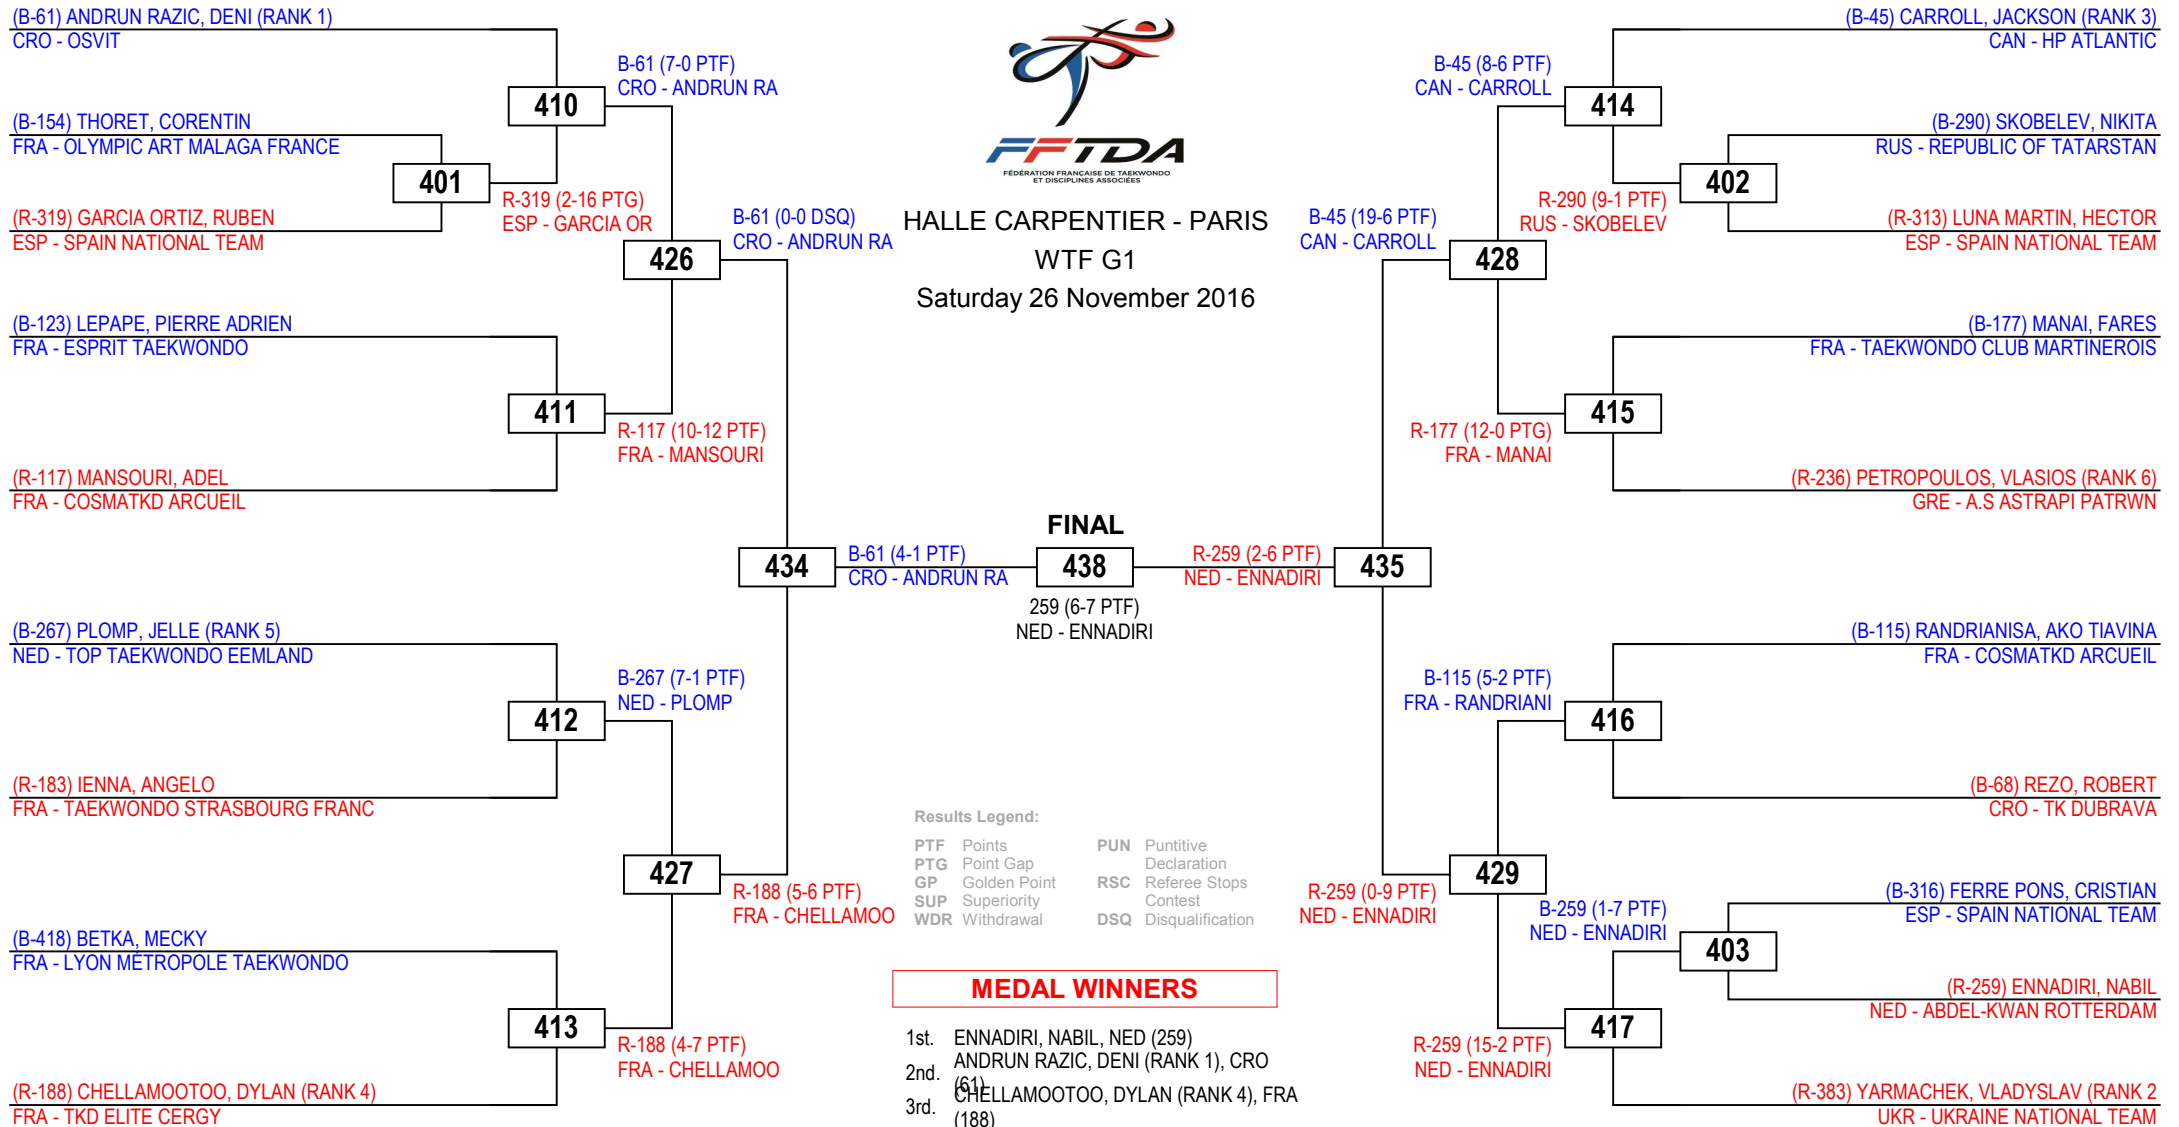 (B-61) ANDRUN RAZIC, DENI (RANK 1)
CRO - OSVIT
(B-154) THORET, CORENTIN
FRA - OLYMPIC ART MALAGA FRANCE
(R-319) GARCIA ORTIZ, RUBEN
ESP - SPAIN NATIONAL TEAM
(B-123) LEPAPE, PIERRE ADRIEN
FRA - ESPRIT TAEKWONDO
(R-117) MANSOURI, ADEL
FRA - COSMATKD ARCUEIL
(B-267) PLOMP, JELLE (RANK 5)
NED - TOP TAEKWONDO EEMLAND
(R-183) IENNA, ANGELO
FRA - TAEKWONDO STRASBOURG FRANC
(B-418) BETKA, MECKY
FRA - LYON MÉTROPOLE TAEKWONDO
(R-188) CHELLAMOOTOO, DYLAN (RANK 4)
FRA - TKD ELITE CERGY
401
R-319 (2-16 PTG)
ESP - GARCIA OR
410
B-61 (7-0 PTF)
CRO - ANDRUN RA
411
R-117 (10-12 PTF)
FRA - MANSOURI
412
B-267 (7-1 PTF)
NED - PLOMP
413
R-188 (4-7 PTF)
FRA - CHELLAMOO
426
B-61 (0-0 DSQ)
CRO - ANDRUN RA
427
R-188 (5-6 PTF)
FRA - CHELLAMOO
434
B-61 (4-1 PTF)
CRO - ANDRUN RA
FFTDA
FÉDÉRATION FRANÇAISE DE TAEKWONDO
ET DISCIPLINES ASSOCIÉES
HALLE CARPENTIER - PARIS
WTF G1
Saturday 26 November 2016
FINAL
438
259 (6-7 PTF)
NED - ENNADIRI
R-259 (2-6 PTF)
NED - ENNADIRI
435
B-45 (19-6 PTF)
CAN - CARROLL
428
R-259 (0-9 PTF)
NED - ENNADIRI
429
B-45 (8-6 PTF)
CAN - CARROLL
414
R-290 (9-1 PTF)
RUS - SKOBELEV
402
R-177 (12-0 PTG)
FRA - MANAI
415
B-115 (5-2 PTF)
FRA - RANDRIANI
416
B-259 (1-7 PTF)
NED - ENNADIRI
403
R-259 (15-2 PTF)
NED - ENNADIRI
417
(B-45) CARROLL, JACKSON (RANK 3)
CAN - HP ATLANTIC
(B-290) SKOBELEV, NIKITA
RUS - REPUBLIC OF TATARSTAN
(R-313) LUNA MARTIN, HECTOR
ESP - SPAIN NATIONAL TEAM
(B-177) MANAI, FARES
FRA - TAEKWONDO CLUB MARTINEROIS
(R-236) PETROPOULOS, VLASIOS (RANK 6)
GRE - A.S ASTRAPI PATRWN
(B-115) RANDRIANISA, AKO TIAVINA
FRA - COSMATKD ARCUEIL
(B-68) REZO, ROBERT
CRO - TK DUBRAVA
(B-316) FERRE PONS, CRISTIAN
ESP - SPAIN NATIONAL TEAM
(R-259) ENNADIRI, NABIL
NED - ABDEL-KWAN ROTTERDAM
(R-383) YARMACHEK, VLADYSLAV (RANK 2
UKR - UKRAINE NATIONAL TEAM
Results Legend:
PTF Points
PTG Point Gap
GP Golden Point
SUP Superiority
WDR Withdrawal
PUN Puntitive
Declaration
RSC Referee Stops
Contest
DSQ Disqualification
MEDAL WINNERS
1st. ENNADIRI, NABIL, NED (259)
2nd. ANDRUN RAZIC, DENI (RANK 1), CRO
(61)
3rd. CHELLAMOOTOO, DYLAN (RANK 4), FRA
(188)